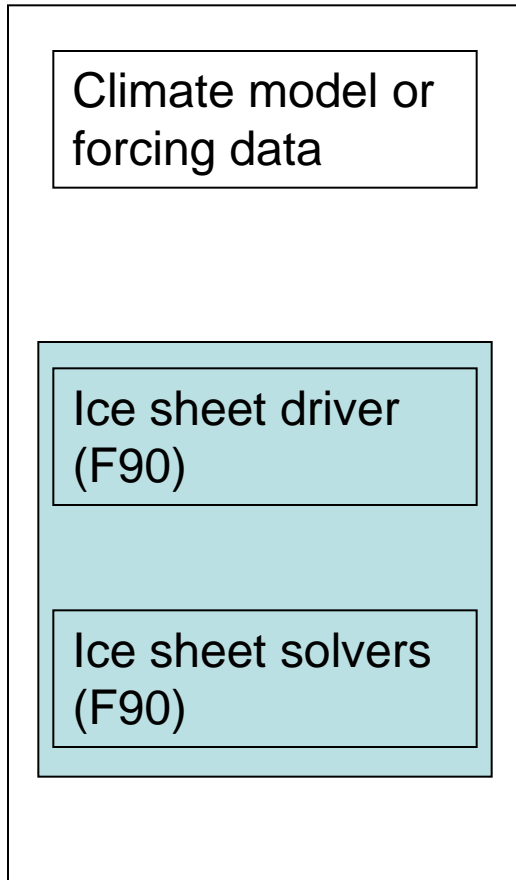 Climate model or
forcing data
Ice sheet driver
(F90)
Ice sheet solvers
(F90)